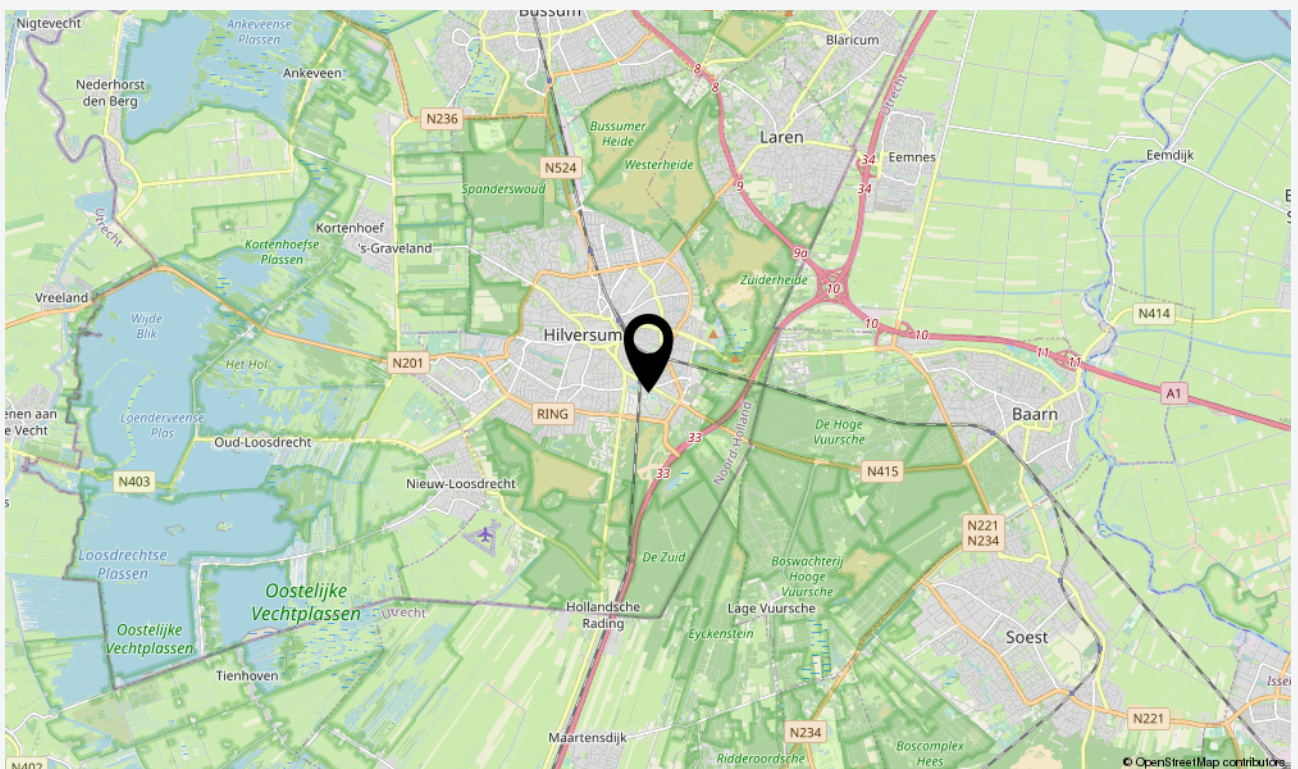 Nigtevecht
Ankeveense
Plassen
Bussum
Blaricum
Ankeveen
Nederhorst
den Berg
8
8
Utrecht
N236
Bussumer
Heide
Laren
Westerheide
N524
34
Eemnes
Eemdijk
Spanderswoud
9
34
Utrecht
Kortenhoef
's-Graveland
Kortenhoefse
Plassen
9a
Zuiderheide
10
Vreeland
Wijde
Blik
N414
10
10
Hilversum
11
11
Het Hol
N201
A1
RING
enen aan
e Vecht
Loenderveense
Plas
Baarn
De Hoge
Vuursche
Oud-Loosdrecht
33
Noord-Holland
N415
33
N403
Nieuw-Loosdrecht
N221
N234
Loosdrechtse
Plassen
De Zuid
Boswachterij
Hooge
Vuursche
Oostelijke
Vechtplassen
Utrecht
Hollandsche
Rading
Lage Vuursche
Oostelijke
Vechtplassen
Eyckenstein
Soest
Tienhoven
Issel
N221
N234
Maartensdijk
Boscomplex
Hees
Ridderoordsche
N402
© OpenStreetMap contributors